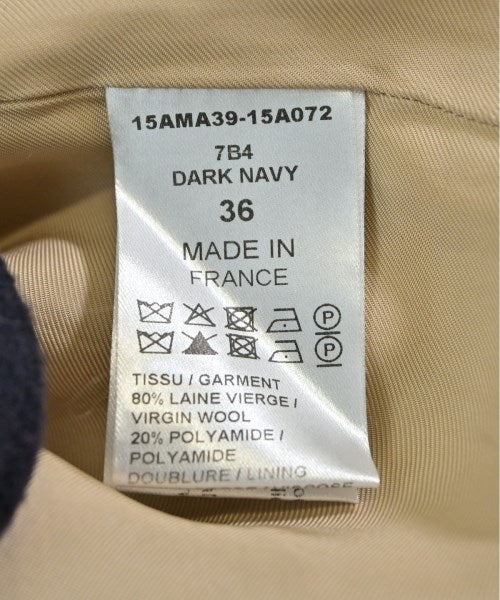 15AMA39-15A072
7B4
DARK NAVY
36
MADE IN
FRANCE
P
P
TISSU / GARMENT
80% LAINE VIERGE /
VIRGIN WOOL
20% POLYAMIDE /
POLYAMIDE
DOUBLURE / LINING